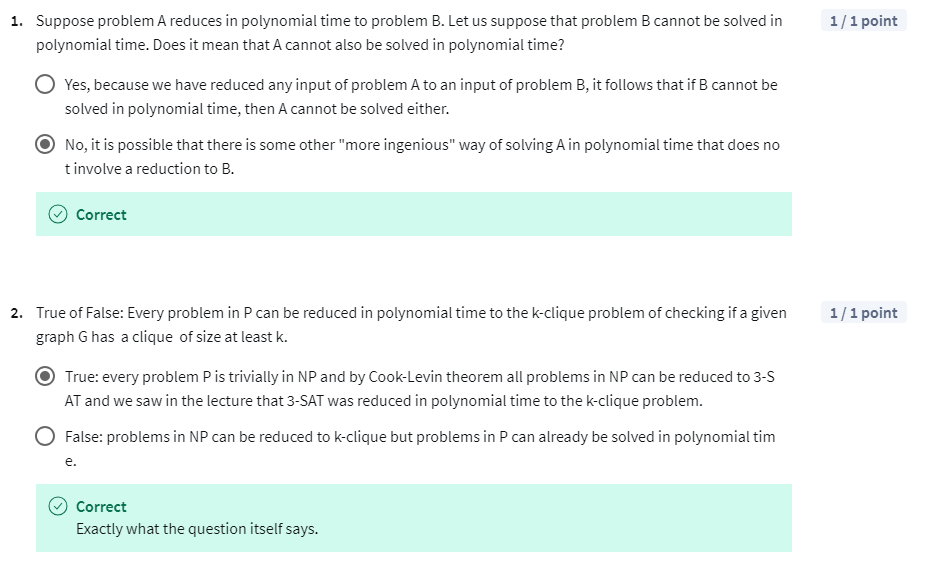 1. Suppose problem A reduces in polynomial time to problem B. Let us suppose that problem B cannot be solved in
1 / 1 point
polynomial time. Does it mean that A cannot also be solved in polynomial time?
Yes, because we have reduced any input of problem A to an input of problem B, it follows that if B cannot be
solved in polynomial time, then A cannot be solved either.
No, it is possible that there is some other "more ingenious" way of solving A in polynomial time that does no
t involve a reduction to B.
Correct
2. True of False: Every problem in P can be reduced in polynomial time to the k-clique problem of checking if a given
1 / 1 point
graph G has a clique of size at least k.
True: every problem P is trivially in NP and by Cook-Levin theorem all problems in NP can be reduced to 3-S
AT and we saw in the lecture that 3-SAT was reduced in polynomial time to the k-clique problem.
False: problems in NP can be reduced to k-clique but problems in P can already be solved in polynomial tim
e.
Correct
Exactly what the question itself says.